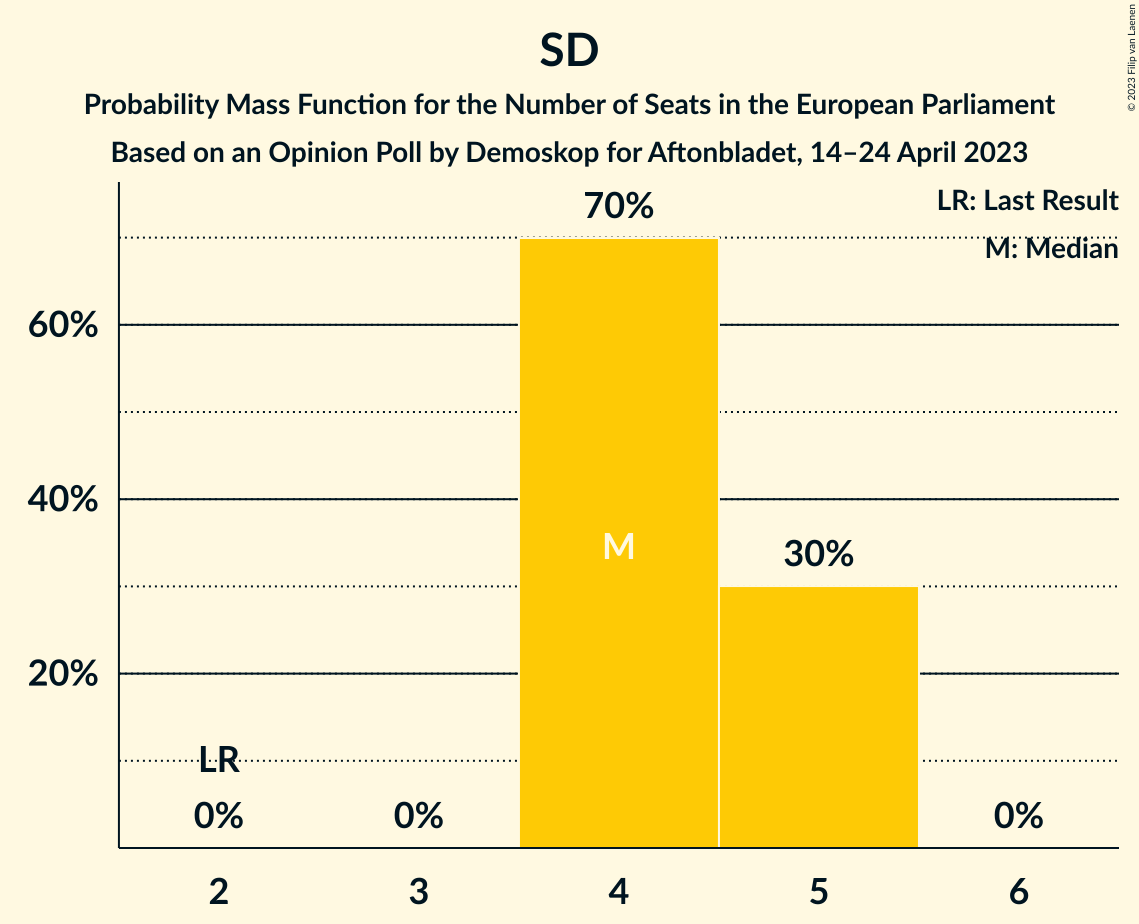 SD
Probability Mass Function for the Number of Seats in the European Parliament
Based on an Opinion Poll by Demoskop for Aftonbladet, 14–24 April 2023
© 2023 Filip van Laenen
LR: Last Result
M: Median
70%
60%
40%
20%
M
30%
LR
0%
0%
0%
2
3
4
5
6